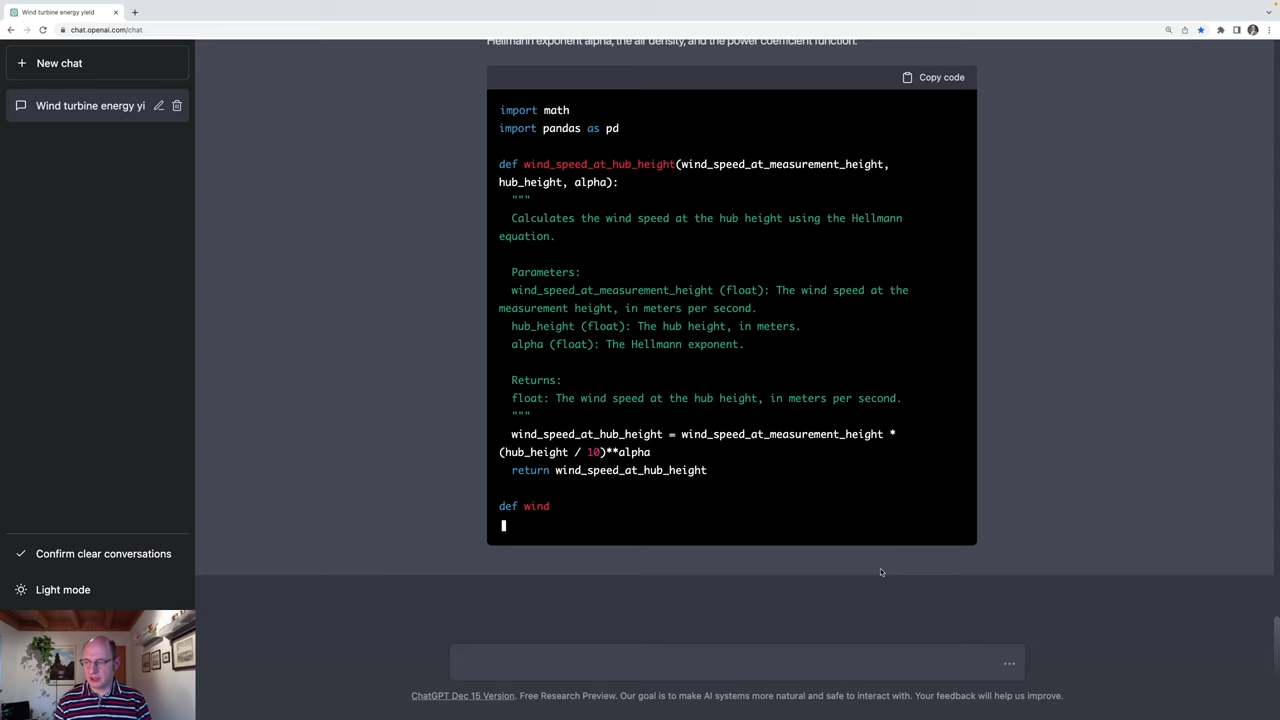 Wind turbine energy yield
chat.openai.com/chat
New chat
Wind turbine energy yi
Hellmann exponent alpha, the air density, and the power coefficient function:
Copy code
import math
import pandas as pd
def wind_speed_at_hub_height(wind_speed_at_measurement_height,
hub_height, alpha):
"""
Calculates the wind speed at the hub height using the Hellmann
equation.
Parameters:
wind_speed_at_measurement_height (float): The wind speed at the
measurement height, in meters per second.
hub_height (float): The hub height, in meters.
alpha (float): The Hellmann exponent.
Returns:
float: The wind speed at the hub height, in meters per second.
"""
wind_speed_at_hub_height = wind_speed_at_measurement_height *
(hub_height / 10)**alpha
return wind_speed_at_hub_height
def wind
Confirm clear conversations
Light mode
ChatGPT Dec 15 Version. Free Research Preview. Our goal is to make AI systems more natural and safe to interact with. Your feedback will help us improve.